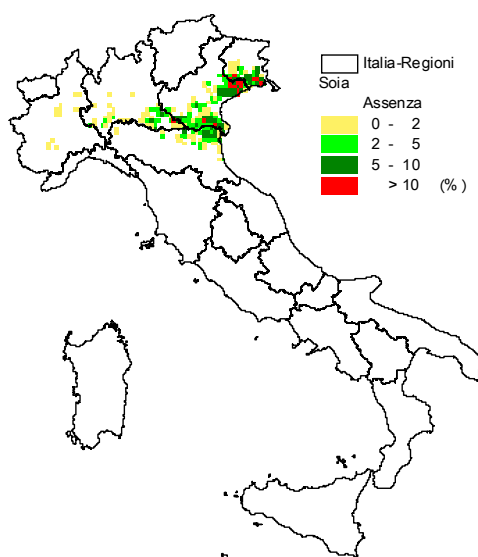 Italia-Regioni
Soia
Assenza
0 - 2
2 - 5
5 - 10
> 10 (%)